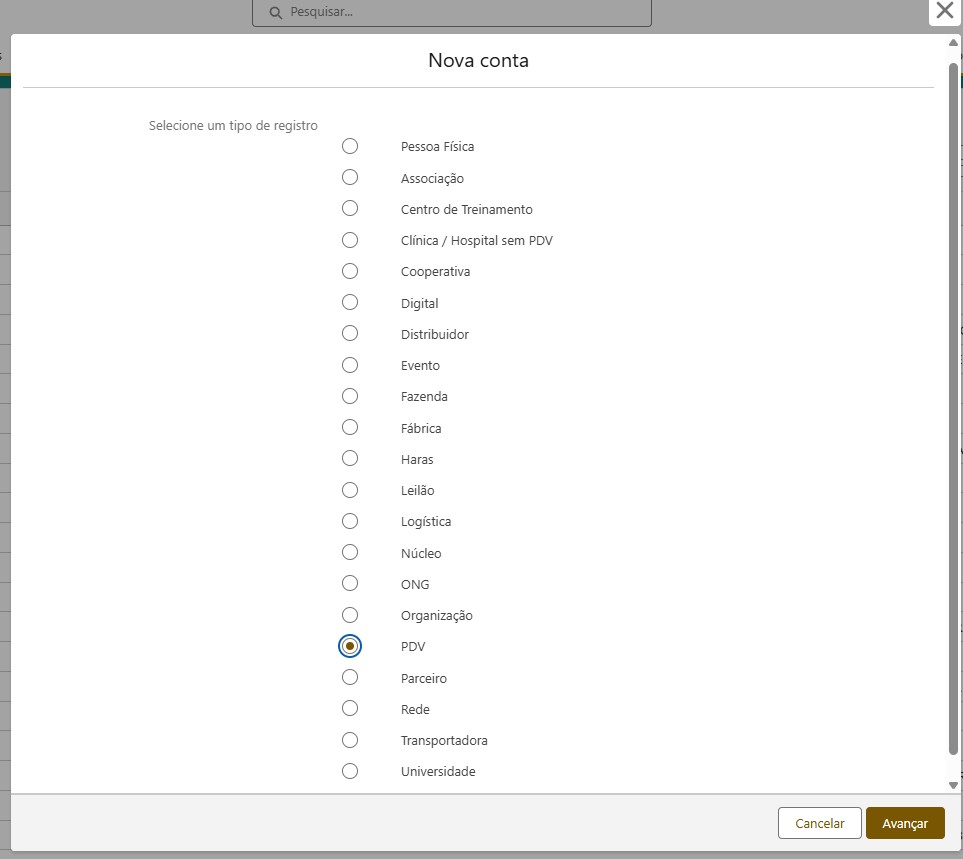 Pesquisar...
Nova conta
Selecione um tipo de registro
Pessoa Física
Associação
Centro de Treinamento
Clínica / Hospital sem PDV
Cooperativa
Digital
Distribuidor
Evento
Fazenda
Fábrica
Haras
Leilão
Logística
Núcleo
ONG
Organização
PDV
Parceiro
Rede
Transportadora
Universidade
Cancelar
Avançar